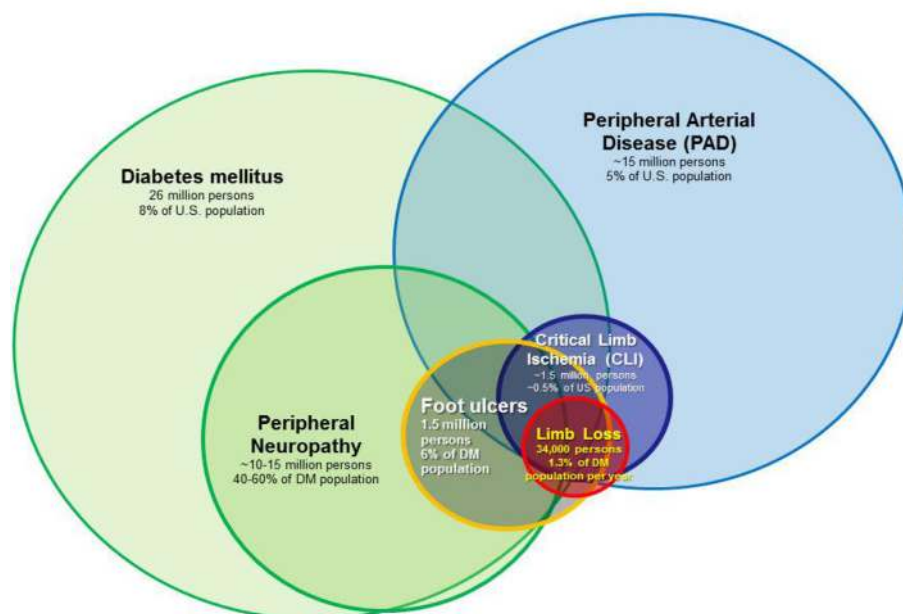 Diabetes mellitus
26 million persons
8% of U.S. population
Peripheral Arterial
Disease (PAD)
~15 million persons
5% of U.S. population
Peripheral
Neuropathy
~10-15 million persons
40-60% of DM population
Foot ulcers
1.5 million
persons
6% of DM
population
Critical Limb
Ischemia (CLI)
~1.5 million persons
~0.5% of US population
Limb Loss
34,000 persons
1.3% of DM
population per year